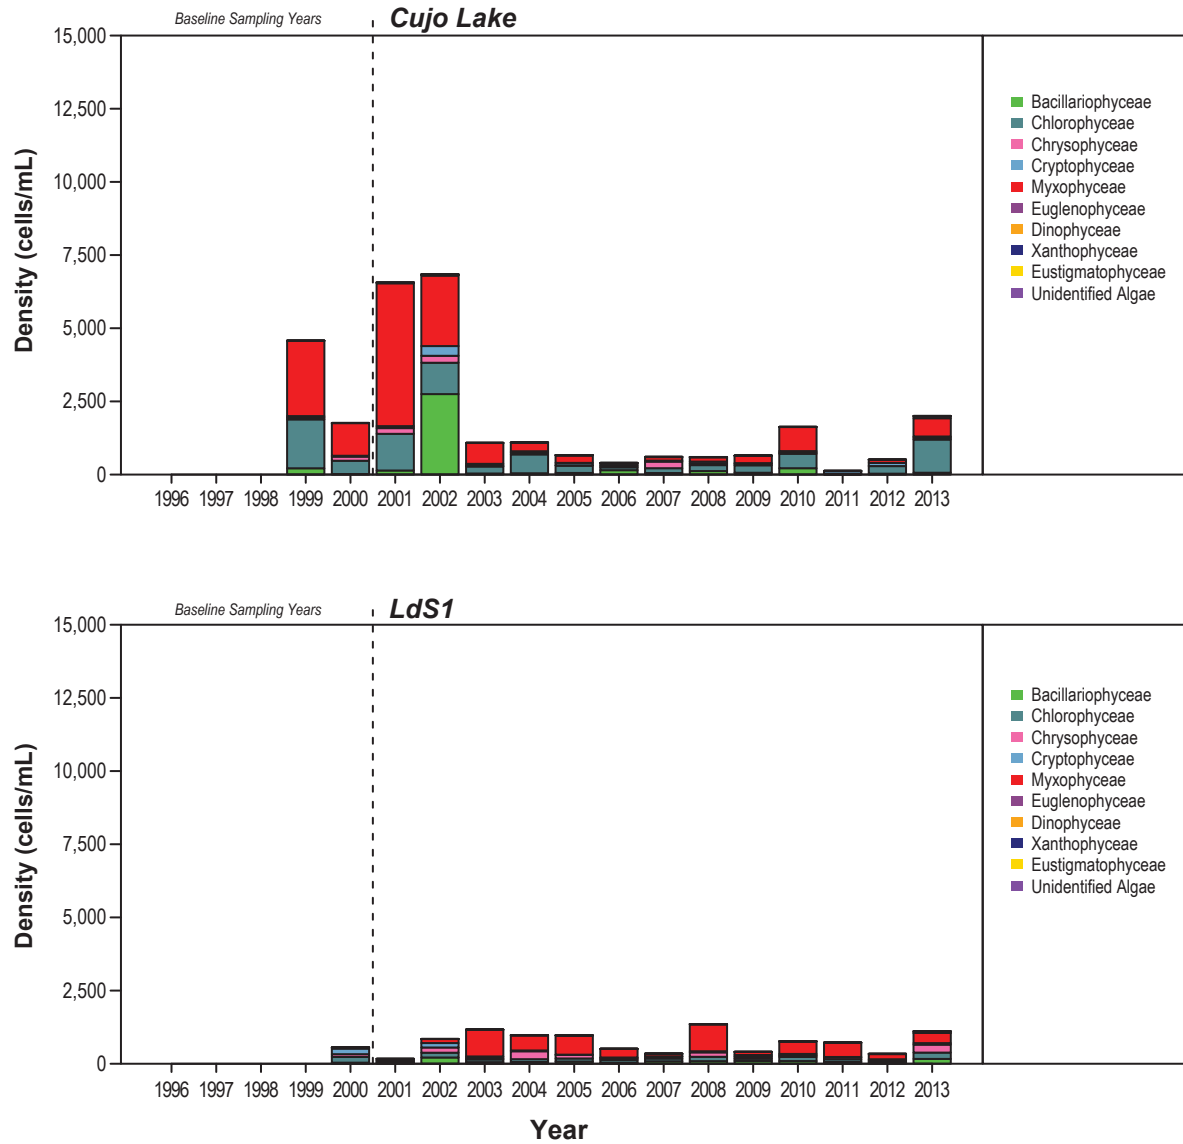 Baseline Sampling Years
Cujo Lake
Density (cells/mL)
15,000
12,500
10,000
7,500
5,000
2,500
0
1996 1997 1998 1999 2000 2001 2002 2003 2004 2005 2006 2007 2008 2009 2010 2011 2012 2013
Bacillariophyceae
Chlorophyceae
Chrysophyceae
Cryptophyceae
Myxophyceae
Euglenophyceae
Dinophyceae
Xanthophyceae
Eustigmatophyceae
Unidentified Algae
Baseline Sampling Years
LdS1
Density (cells/mL)
15,000
12,500
10,000
7,500
5,000
2,500
0
1996 1997 1998 1999 2000 2001 2002 2003 2004 2005 2006 2007 2008 2009 2010 2011 2012 2013
Year
Bacillariophyceae
Chlorophyceae
Chrysophyceae
Cryptophyceae
Myxophyceae
Euglenophyceae
Dinophyceae
Xanthophyceae
Eustigmatophyceae
Unidentified Algae